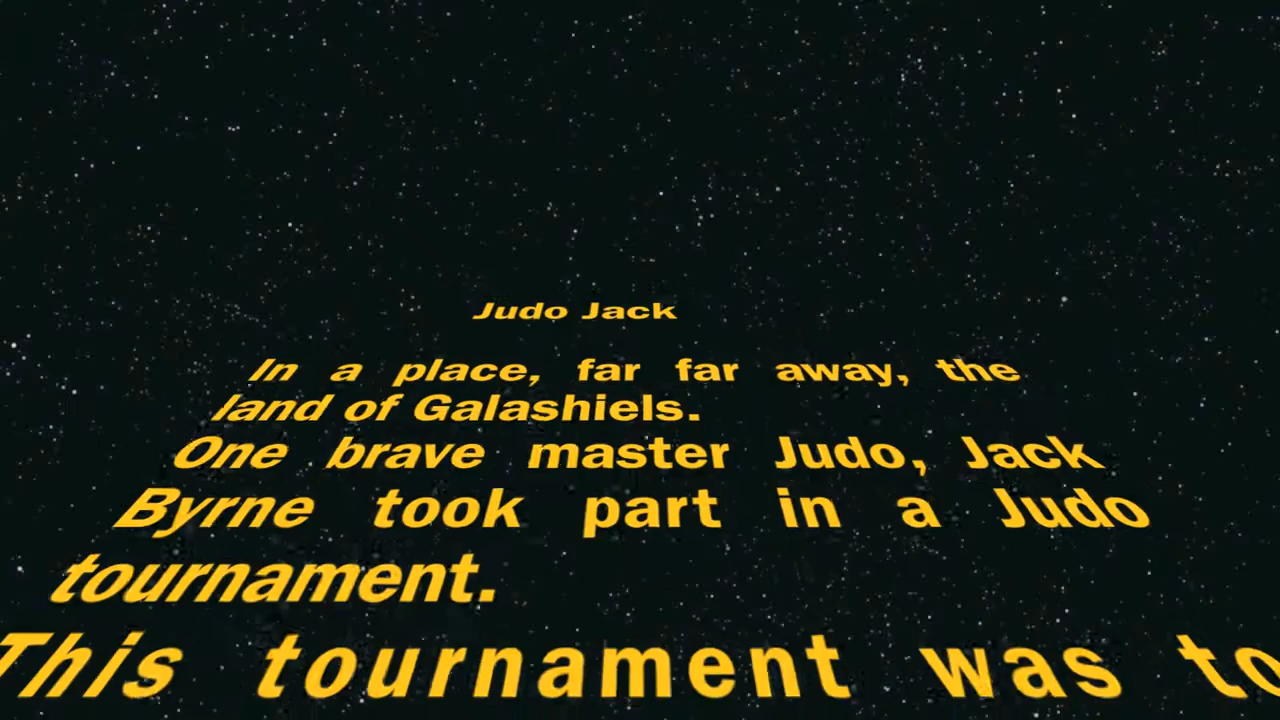 Judo Jack
In a place, far far away, the
land of Galashiels.
One brave master Judo, Jack
Byrne took part in a Judo
tournament.
This tournament was to